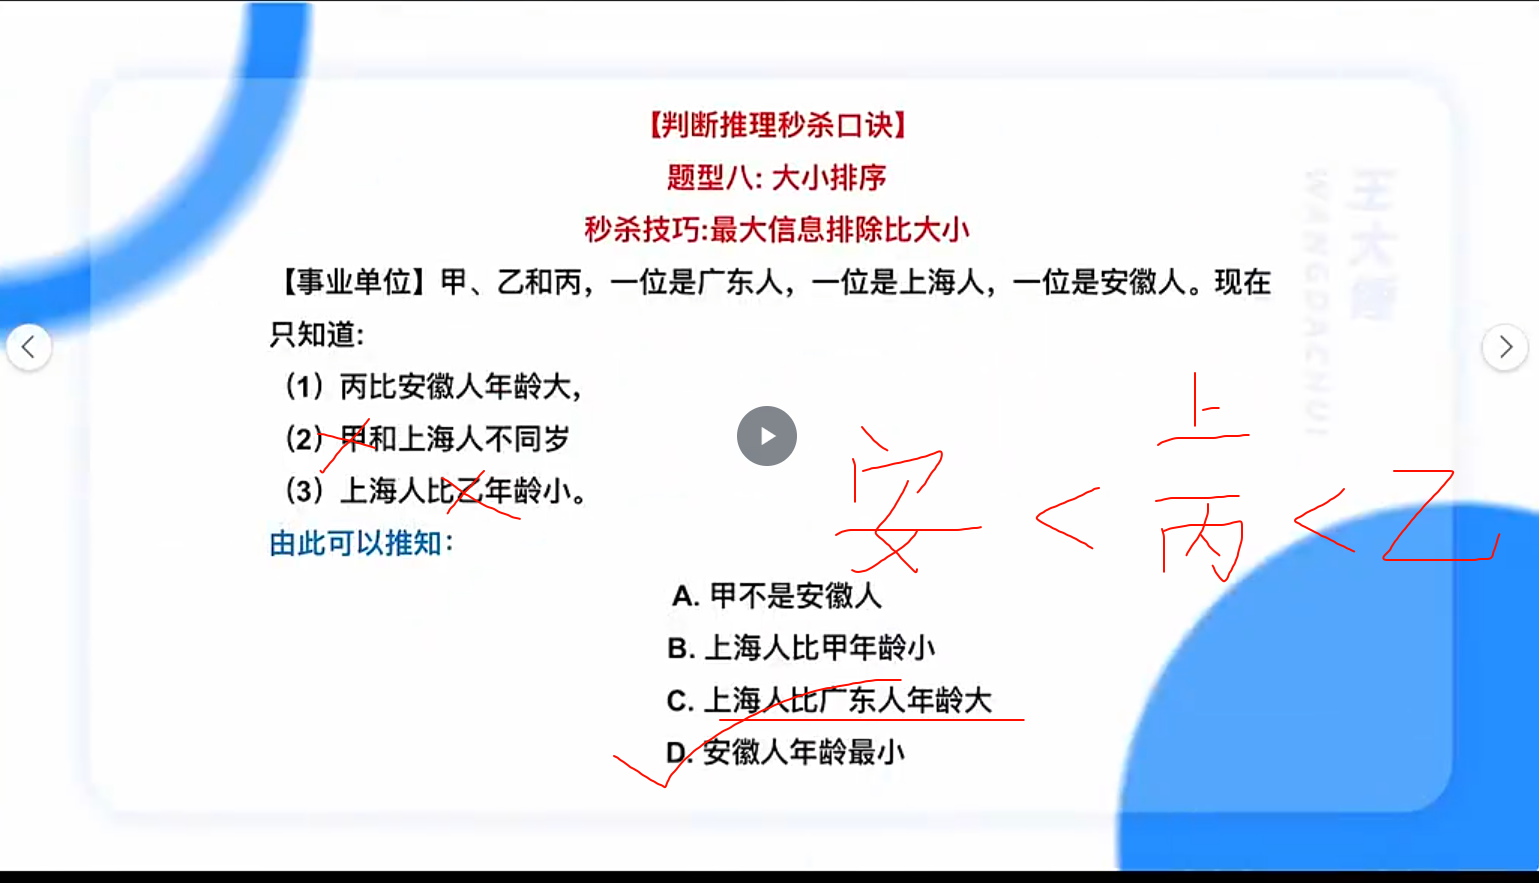 【判断推理秒杀口诀】
题型八: 大小排序
秒杀技巧:最大信息排除比大小
【事业单位】甲、乙和丙，一位是广东人，一位是上海人，一位是安徽人。现在
只知道:
（1）丙比安徽人年龄大，
（2）甲和上海人不同岁
（3）上海人比乙年龄小。
由此可以推知：
A. 甲不是安徽人
B. 上海人比甲年龄小
C. 上海人比广东人年龄大
D. 安徽人年龄最小
上
安 < 丙 < 乙
王大锤
WANGDACHUI